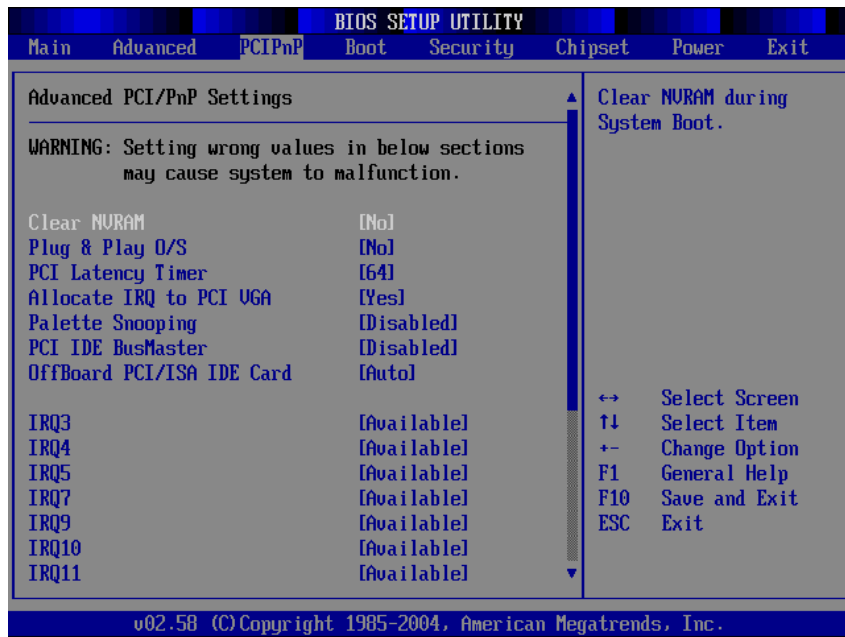 BIOS SETUP UTILITY
Main Advanced PCIPnP Boot Security Chipset Power Exit
Advanced PCI/PnP Settings
WARNING: Setting wrong values in below sections
may cause system to malfunction.
Clear NVRAM [No]
Plug & Play O/S [No]
PCI Latency Timer [64]
Allocate IRQ to PCI VGA [Yes]
Palette Snooping [Disabled]
PCI IDE BusMaster [Disabled]
OffBoard PCI/ISA IDE Card [Auto]
IRQ3 [Available]
IRQ4 [Available]
IRQ5 [Available]
IRQ7 [Available]
IRQ9 [Available]
IRQ10 [Available]
IRQ11 [Available]
Clear NVRAM during
System Boot.
↔ Select Screen
↑↓ Select Item
+- Change Option
F1 General Help
F10 Save and Exit
ESC Exit
v02.58 (C)Copyright 1985-2004, American Megatrends, Inc.